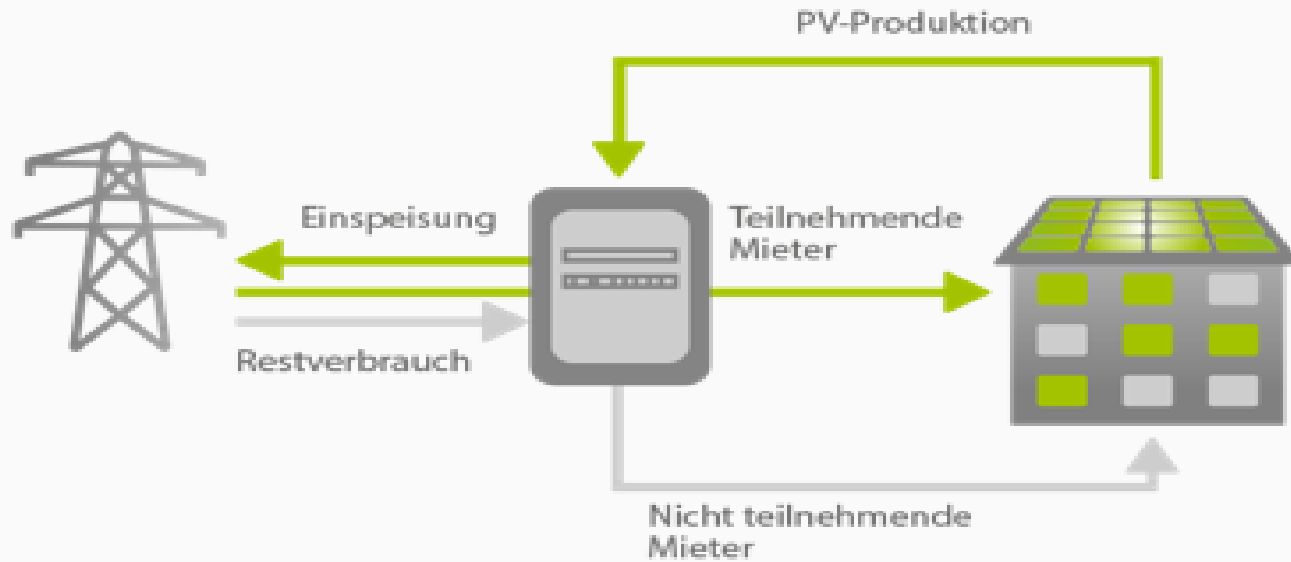 PV-Produktion
Einspeisung
Teilnehmende
Mieter
Restverbrauch
Nicht teilnehmende
Mieter